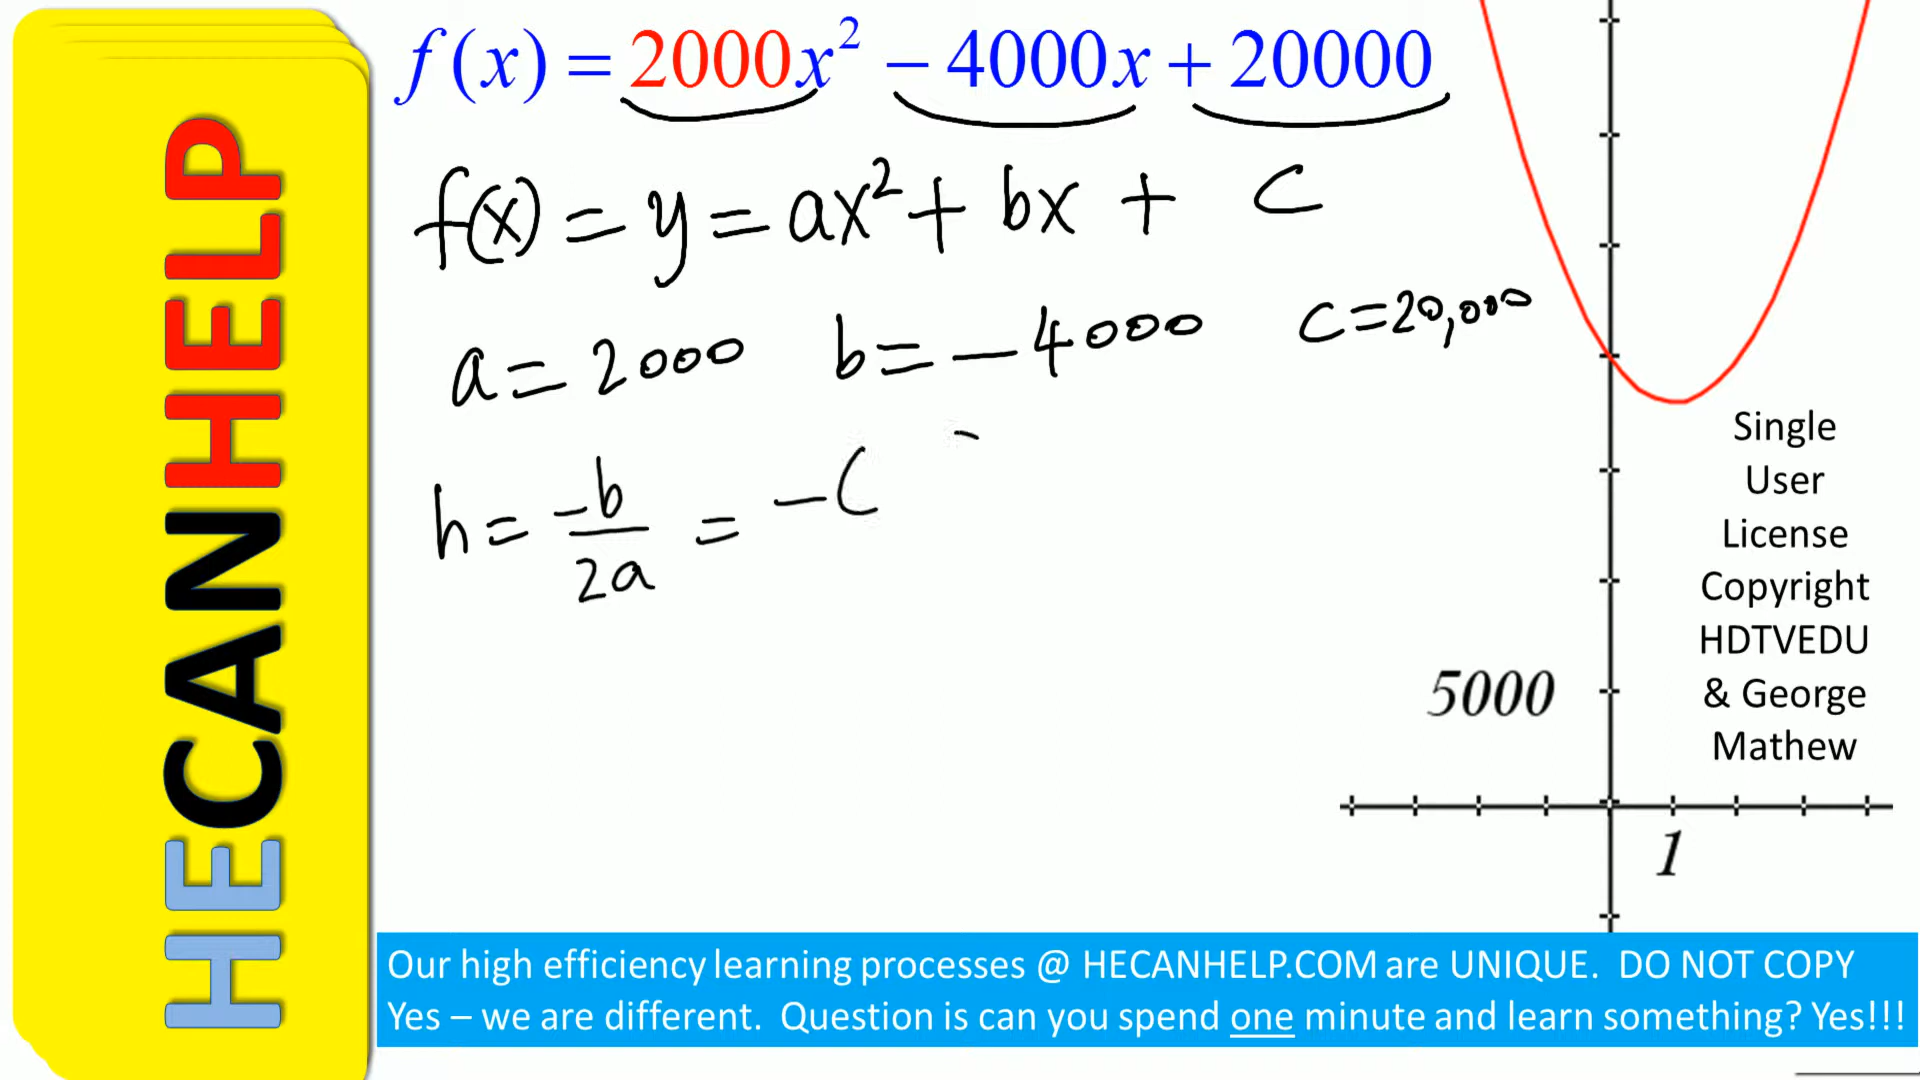 HECANHELP
f(x) = 2000x² − 4000x + 20000
f(x) = y = ax² + bx + c
a = 2000 b = −4000 c = 20,000
h = −b/2a = −(
Single
User
License
Copyright
HDTVEDU
& George
Mathew
5000
1
Our high efficiency learning processes @ HECANHELP.COM are UNIQUE. DO NOT COPY
Yes – we are different. Question is can you spend one minute and learn something? Yes!!!